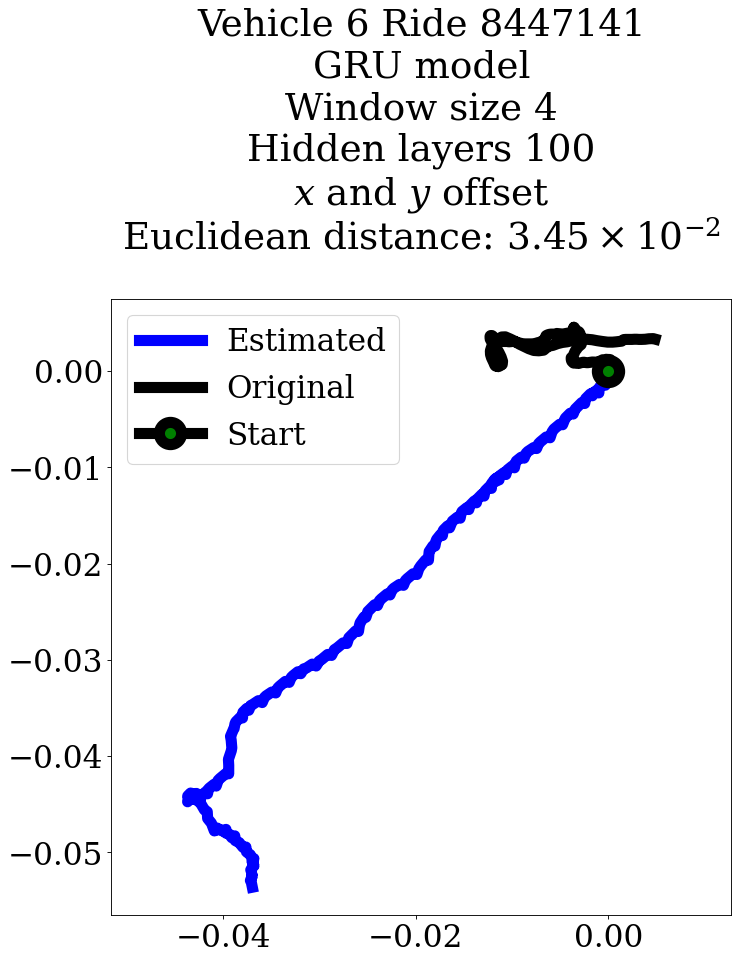 Vehicle 6 Ride 8447141
GRU model
Window size 4
Hidden layers 100
x and y offset
Euclidean distance: 3.45 × 10⁻²
Estimated
Original
Start
0.00
−0.01
−0.02
−0.03
−0.04
−0.05
−0.04 −0.02 0.00